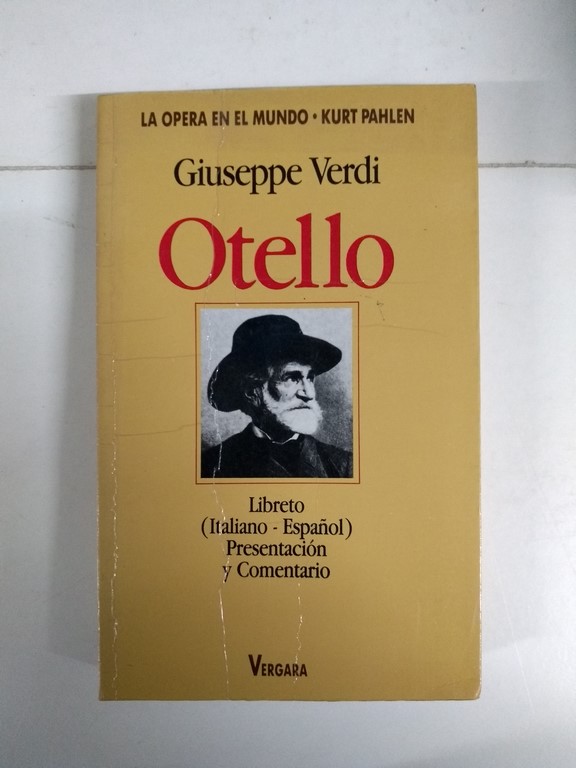 LA OPERA EN EL MUNDO • KURT PAHLEN
Giuseppe Verdi
Otello
Libreto
(Italiano - Español)
Presentación
y Comentario
VERGARA